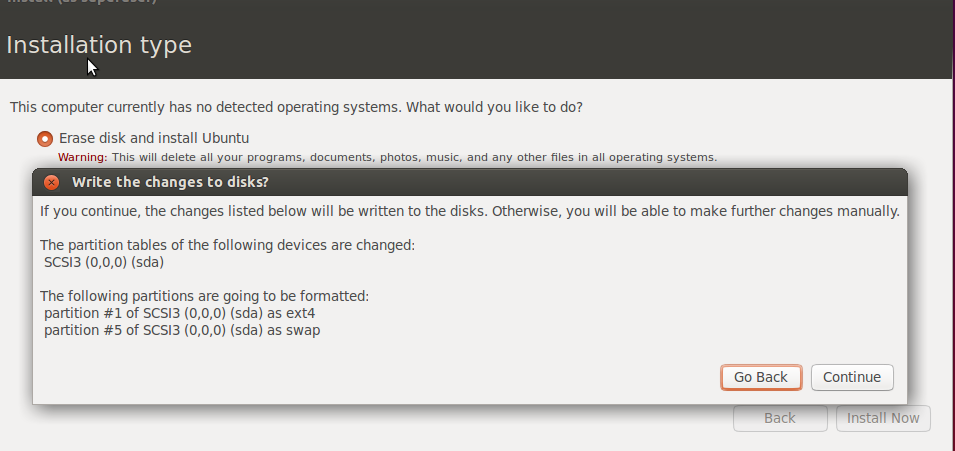 Install (as superuser)
Installation type
This computer currently has no detected operating systems. What would you like to do?
Erase disk and install Ubuntu
Warning: This will delete all your programs, documents, photos, music, and any other files in all operating systems.
Write the changes to disks?
If you continue, the changes listed below will be written to the disks. Otherwise, you will be able to make further changes manually.
The partition tables of the following devices are changed:
SCSI3 (0,0,0) (sda)
The following partitions are going to be formatted:
partition #1 of SCSI3 (0,0,0) (sda) as ext4
partition #5 of SCSI3 (0,0,0) (sda) as swap
Go Back Continue
Back Install Now